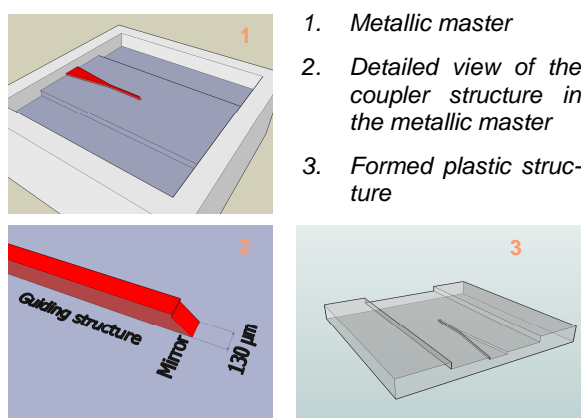 1
1. Metallic master
2. Detailed view of the
coupler structure in
the metallic master
3. Formed plastic struc-
ture
2
Guiding structure
Mirror
130 µm
3